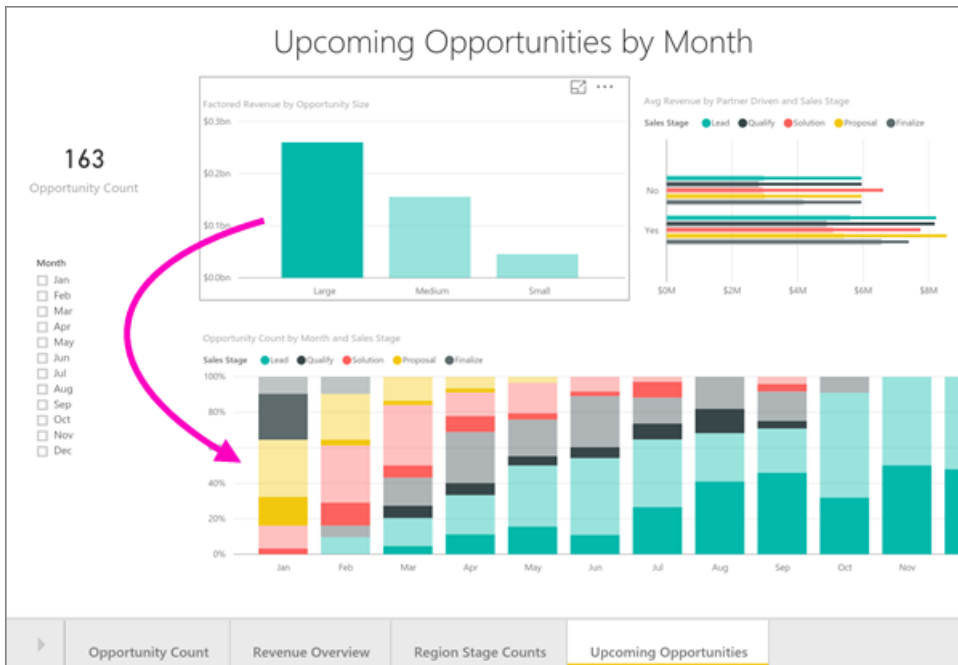 Upcoming Opportunities by Month
163
Opportunity Count
Month
Jan
Feb
Mar
Apr
May
Jun
Jul
Aug
Sep
Oct
Nov
Dec
Factored Revenue by Opportunity Size
$0.3bn
$0.2bn
$0.1bn
$0.0bn
Large Medium Small
Avg Revenue by Partner Driven and Sales Stage
Sales Stage Lead Qualify Solution Proposal Finalize
No
Yes
$0M $2M $4M $6M $8M
Opportunity Count by Month and Sales Stage
Sales Stage Lead Qualify Solution Proposal Finalize
100%
80%
40%
20%
0%
Jan Feb Mar Apr May Jun Jul Aug Sep Oct Nov
Opportunity Count Revenue Overview Region Stage Counts Upcoming Opportunities